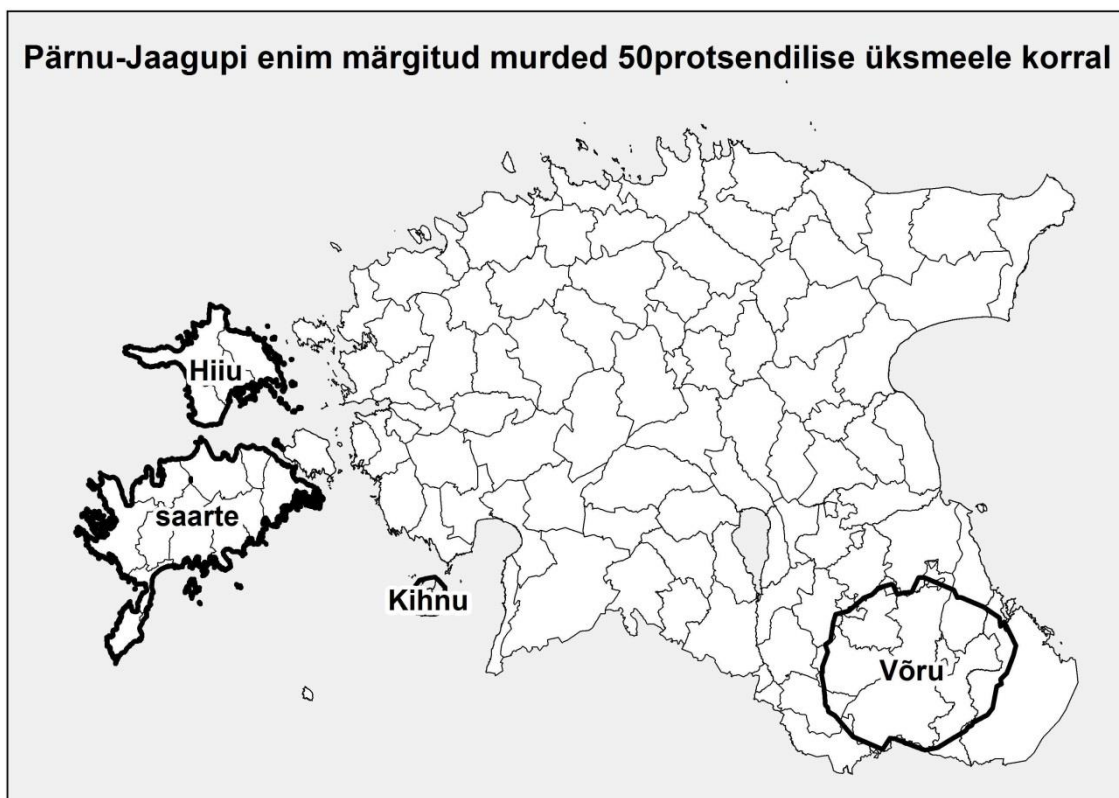 Pärnu-Jaagupi enim märgitud murded 50protsendilise üksmeele korral
Hiiu
saarte
Kihnu
Võru